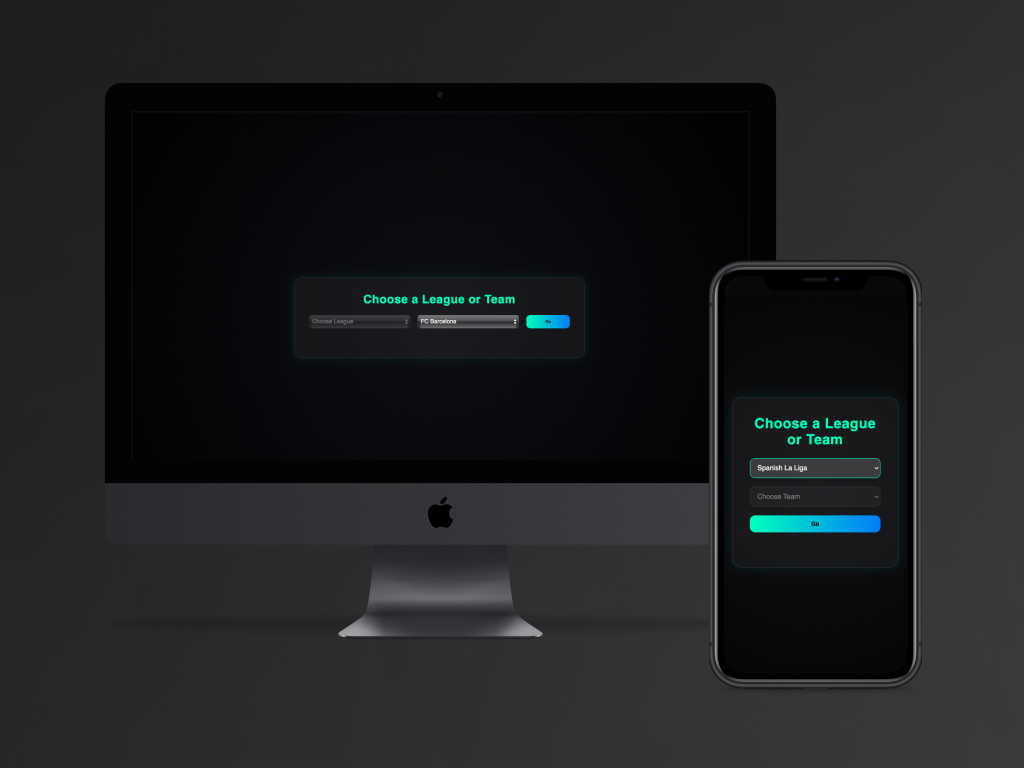 Choose a League or Team
Choose League
FC Barcelona
Go
Choose a League
or Team
Spanish La Liga
Choose Team
Go